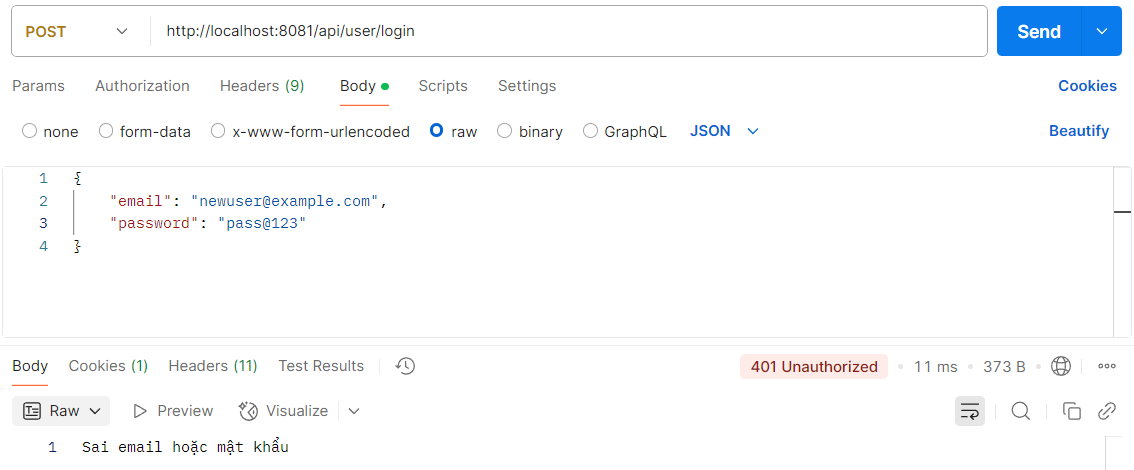 POST http://localhost:8081/api/user/login Send
Params Authorization Headers (9) Body Scripts Settings Cookies
none form-data x-www-form-urlencoded raw binary GraphQL JSON Beautify
1 {
2 "email": "newuser@example.com",
3 "password": "pass@123"
4 }
Body Cookies (1) Headers (11) Test Results 401 Unauthorized • 11 ms • 373 B •
Raw Preview Visualize
1 Sai email hoặc mật khẩu